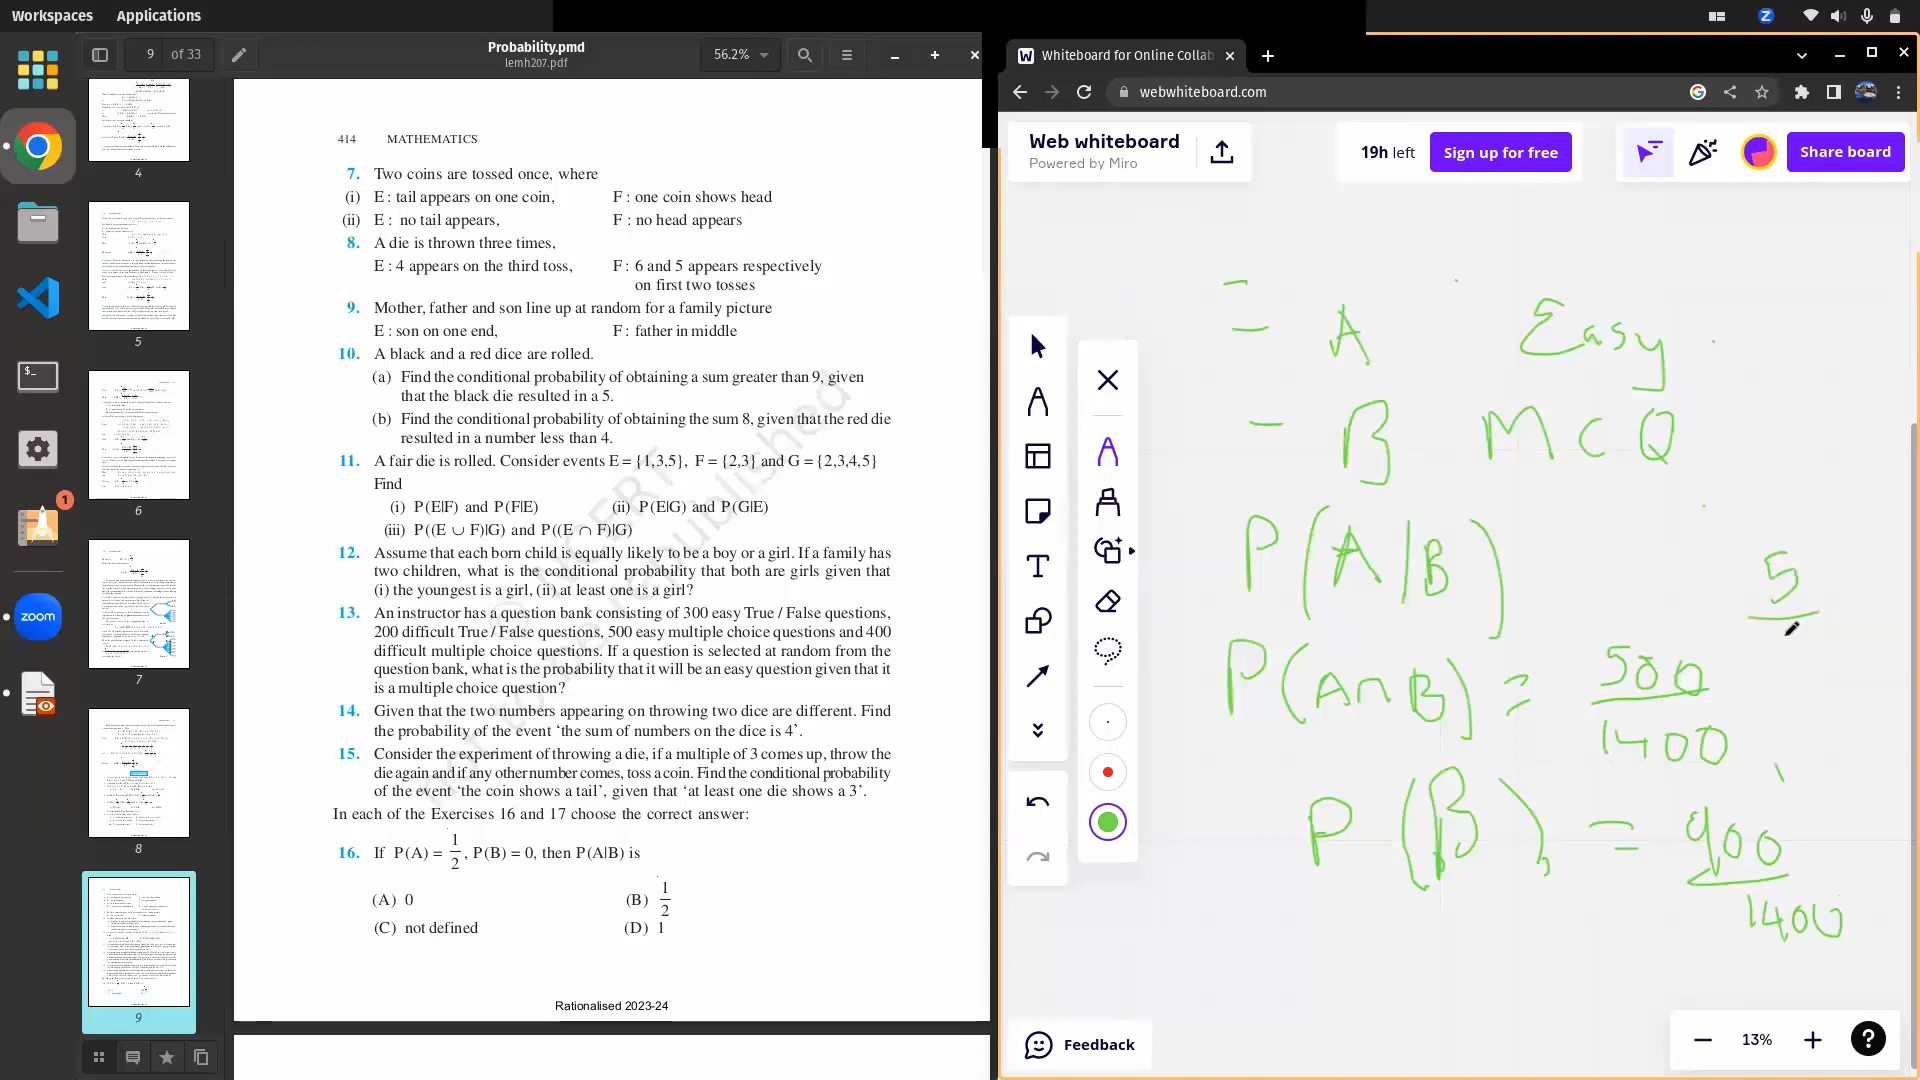 Workspaces Applications
9 of 33
Probability.pmd
lemh207.pdf
56.2%
4
5
6
7
8
9
1
zoom
414 MATHEMATICS
7. Two coins are tossed once, where
(i) E : tail appears on one coin, F : one coin shows head
(ii) E : no tail appears, F : no head appears
8. A die is thrown three times,
E : 4 appears on the third toss, F : 6 and 5 appears respectively
on first two tosses
9. Mother, father and son line up at random for a family picture
E : son on one end, F : father in middle
10. A black and a red dice are rolled.
(a) Find the conditional probability of obtaining a sum greater than 9, given
that the black die resulted in a 5.
(b) Find the conditional probability of obtaining the sum 8, given that the red die
resulted in a number less than 4.
11. A fair die is rolled. Consider events E = {1,3,5}, F = {2,3} and G = {2,3,4,5}
Find
(i) P(E|F) and P(F|E) (ii) P(E|G) and P(G|E)
(iii) P((E ∪ F)|G) and P((E ∩ F)|G)
12. Assume that each born child is equally likely to be a boy or a girl. If a family has
two children, what is the conditional probability that both are girls given that
(i) the youngest is a girl, (ii) at least one is a girl?
13. An instructor has a question bank consisting of 300 easy True / False questions,
200 difficult True / False questions, 500 easy multiple choice questions and 400
difficult multiple choice questions. If a question is selected at random from the
question bank, what is the probability that it will be an easy question given that it
is a multiple choice question?
14. Given that the two numbers appearing on throwing two dice are different. Find
the probability of the event ‘the sum of numbers on the dice is 4’.
15. Consider the experiment of throwing a die, if a multiple of 3 comes up, throw the
die again and if any other number comes, toss a coin. Find the conditional probability
of the event ‘the coin shows a tail’, given that ‘at least one die shows a 3’.
In each of the Exercises 16 and 17 choose the correct answer:
16. If P(A) = 1/2, P(B) = 0, then P(A|B) is
(A) 0 (B) 1/2
(C) not defined (D) 1
Rationalised 2023-24
© NCERT
not to be republished
Whiteboard for Online Collab
webwhiteboard.com
Web whiteboard
Powered by Miro
19h left
Sign up for free
Share board
= A Easy
- B MCQ
P(A|B)
5
P(A∩B) = 500/1400
P(B) = 900/1400
Feedback
13%
?